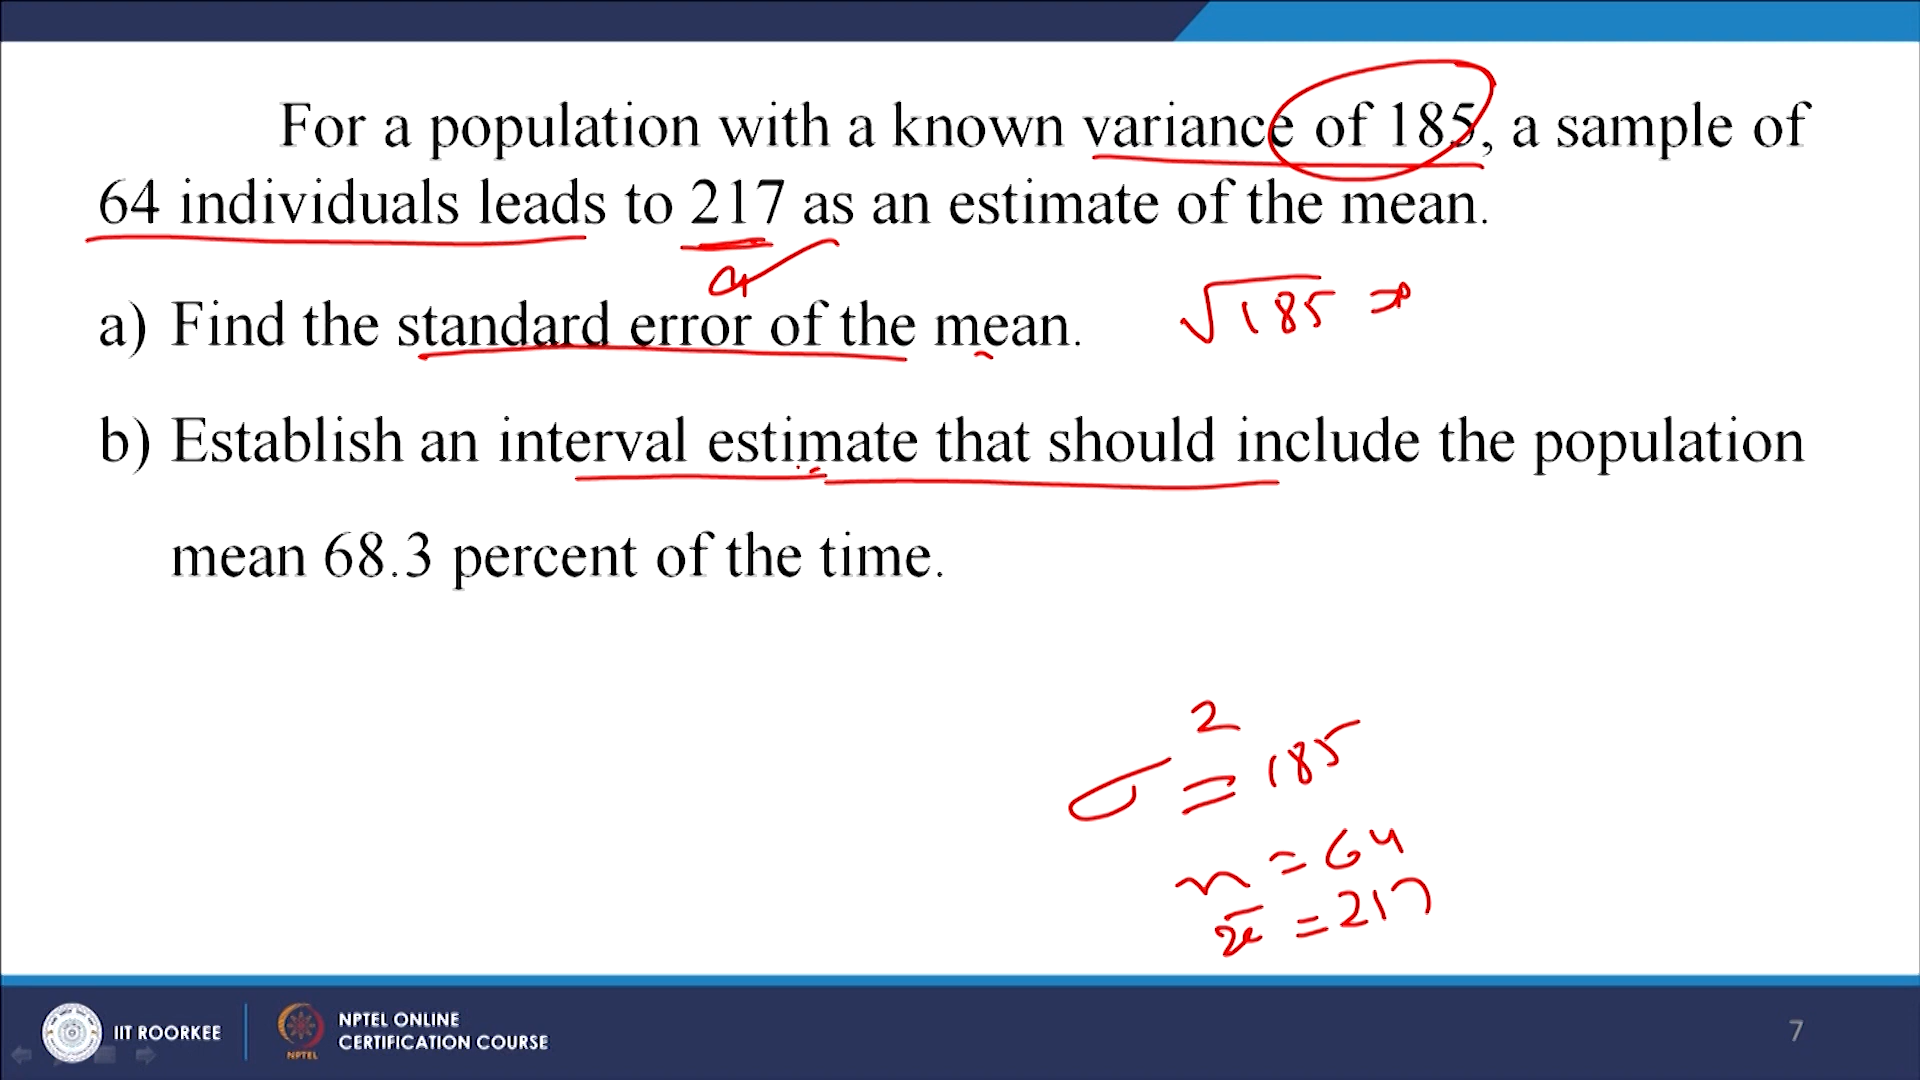 For a population with a known variance of 185, a sample of
64 individuals leads to 217 as an estimate of the mean.
a) Find the standard error of the mean.
√185 ⇒
b) Establish an interval estimate that should include the population
mean 68.3 percent of the time.
σ² = 185
n = 64
x̄ = 217
IIT ROORKEE
NPTEL
NPTEL ONLINE
CERTIFICATION COURSE
7